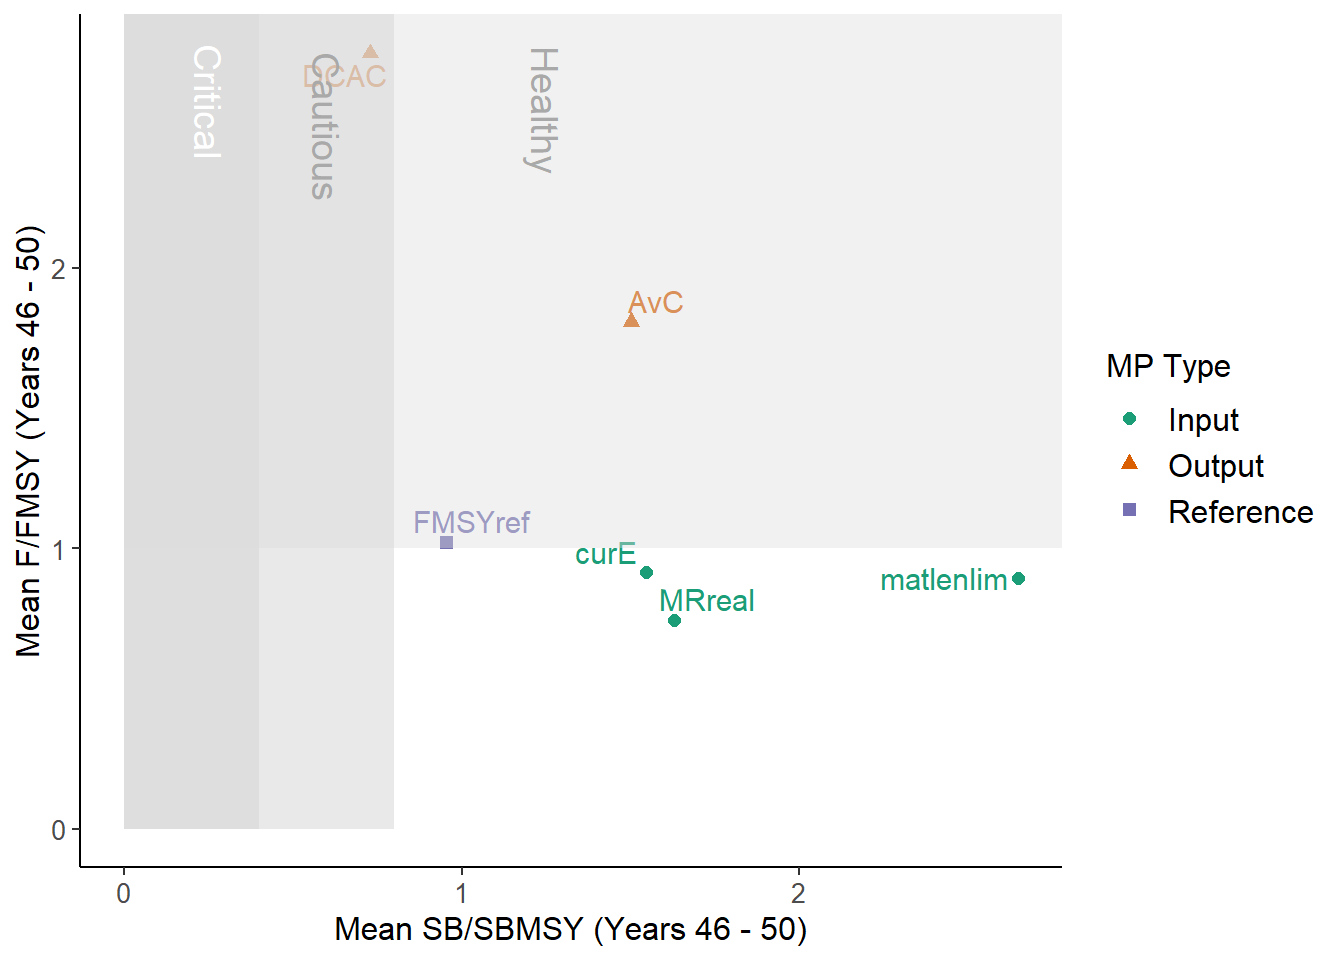 Critical
Cautious
Healthy
DCAC
AvC
FMSYref
curE
MRreal
matlenlim
2
1
0
Mean F/FMSY (Years 46 - 50)
0
1
2
Mean SB/SBMSY (Years 46 - 50)
MP Type
Input
Output
Reference